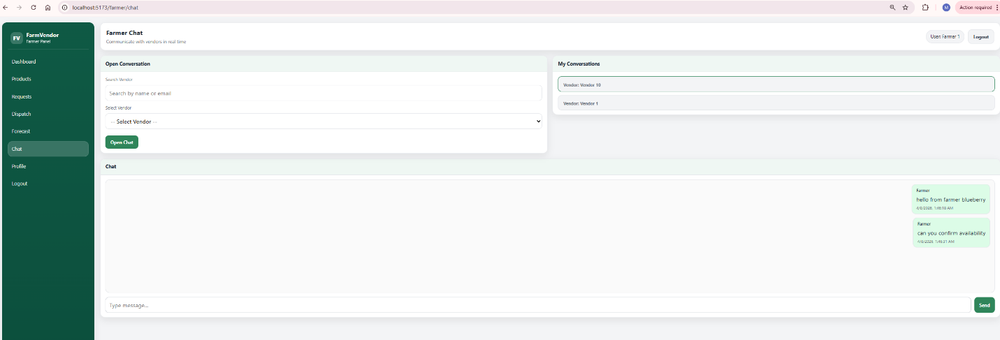 localhost:5173/farmer/chat
M
Action required
FV
FarmVendor
Farmer Panel
Dashboard
Products
Requests
Dispatch
Forecast
Chat
Profile
Logout
Farmer Chat
Communicate with vendors in real time
User: Farmer 1
Logout
Open Conversation
Search Vendor
Search by name or email
Select Vendor
-- Select Vendor --
Open Chat
My Conversations
Vendor: Vendor 10
Vendor: Vendor 1
Chat
Farmer
hello from farmer blueberry
4/8/2026, 1:46:18 AM
Farmer
can you confirm availability
4/8/2026, 1:46:31 AM
Type message...
Send